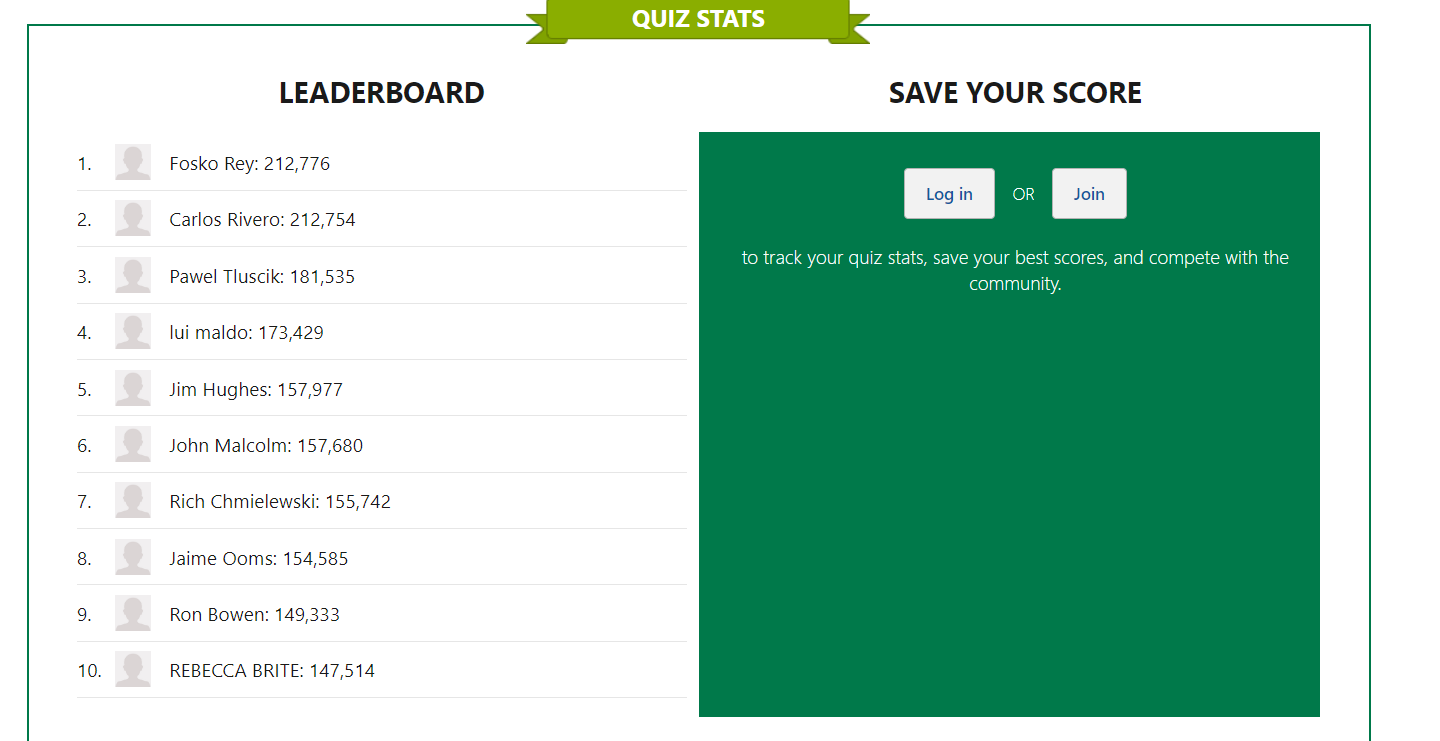 QUIZ STATS
LEADERBOARD
1. Fosko Rey: 212,776
2. Carlos Rivero: 212,754
3. Pawel Tluscik: 181,535
4. lui maldo: 173,429
5. Jim Hughes: 157,977
6. John Malcolm: 157,680
7. Rich Chmielewski: 155,742
8. Jaime Ooms: 154,585
9. Ron Bowen: 149,333
10. REBECCA BRITE: 147,514
SAVE YOUR SCORE
Log in OR Join
to track your quiz stats, save your best scores, and compete with the
community.